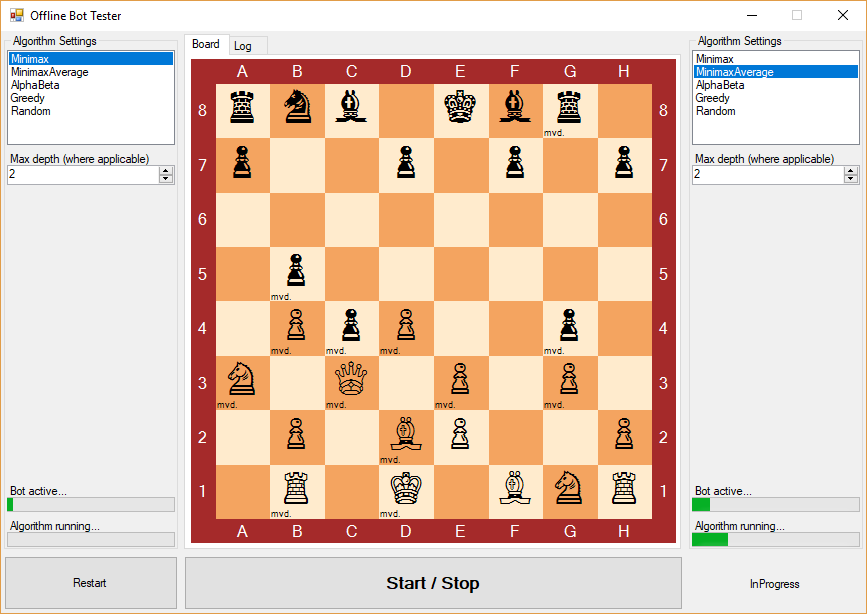 Offline Bot Tester
Algorithm Settings
Minimax
MinimaxAverage
AlphaBeta
Greedy
Random
Max depth (where applicable)
2
Bot active...
Algorithm running...
Restart
Board Log
A B C D E F G H
8 8
mvd.
7 7
6 6
5 5
mvd.
4 4
mvd. mvd. mvd. mvd.
3 3
mvd. mvd. mvd. mvd.
2 2
mvd.
1 1
mvd. mvd.
A B C D E F G H
Start / Stop
Algorithm Settings
Minimax
MinimaxAverage
AlphaBeta
Greedy
Random
Max depth (where applicable)
2
Bot active...
Algorithm running...
InProgress